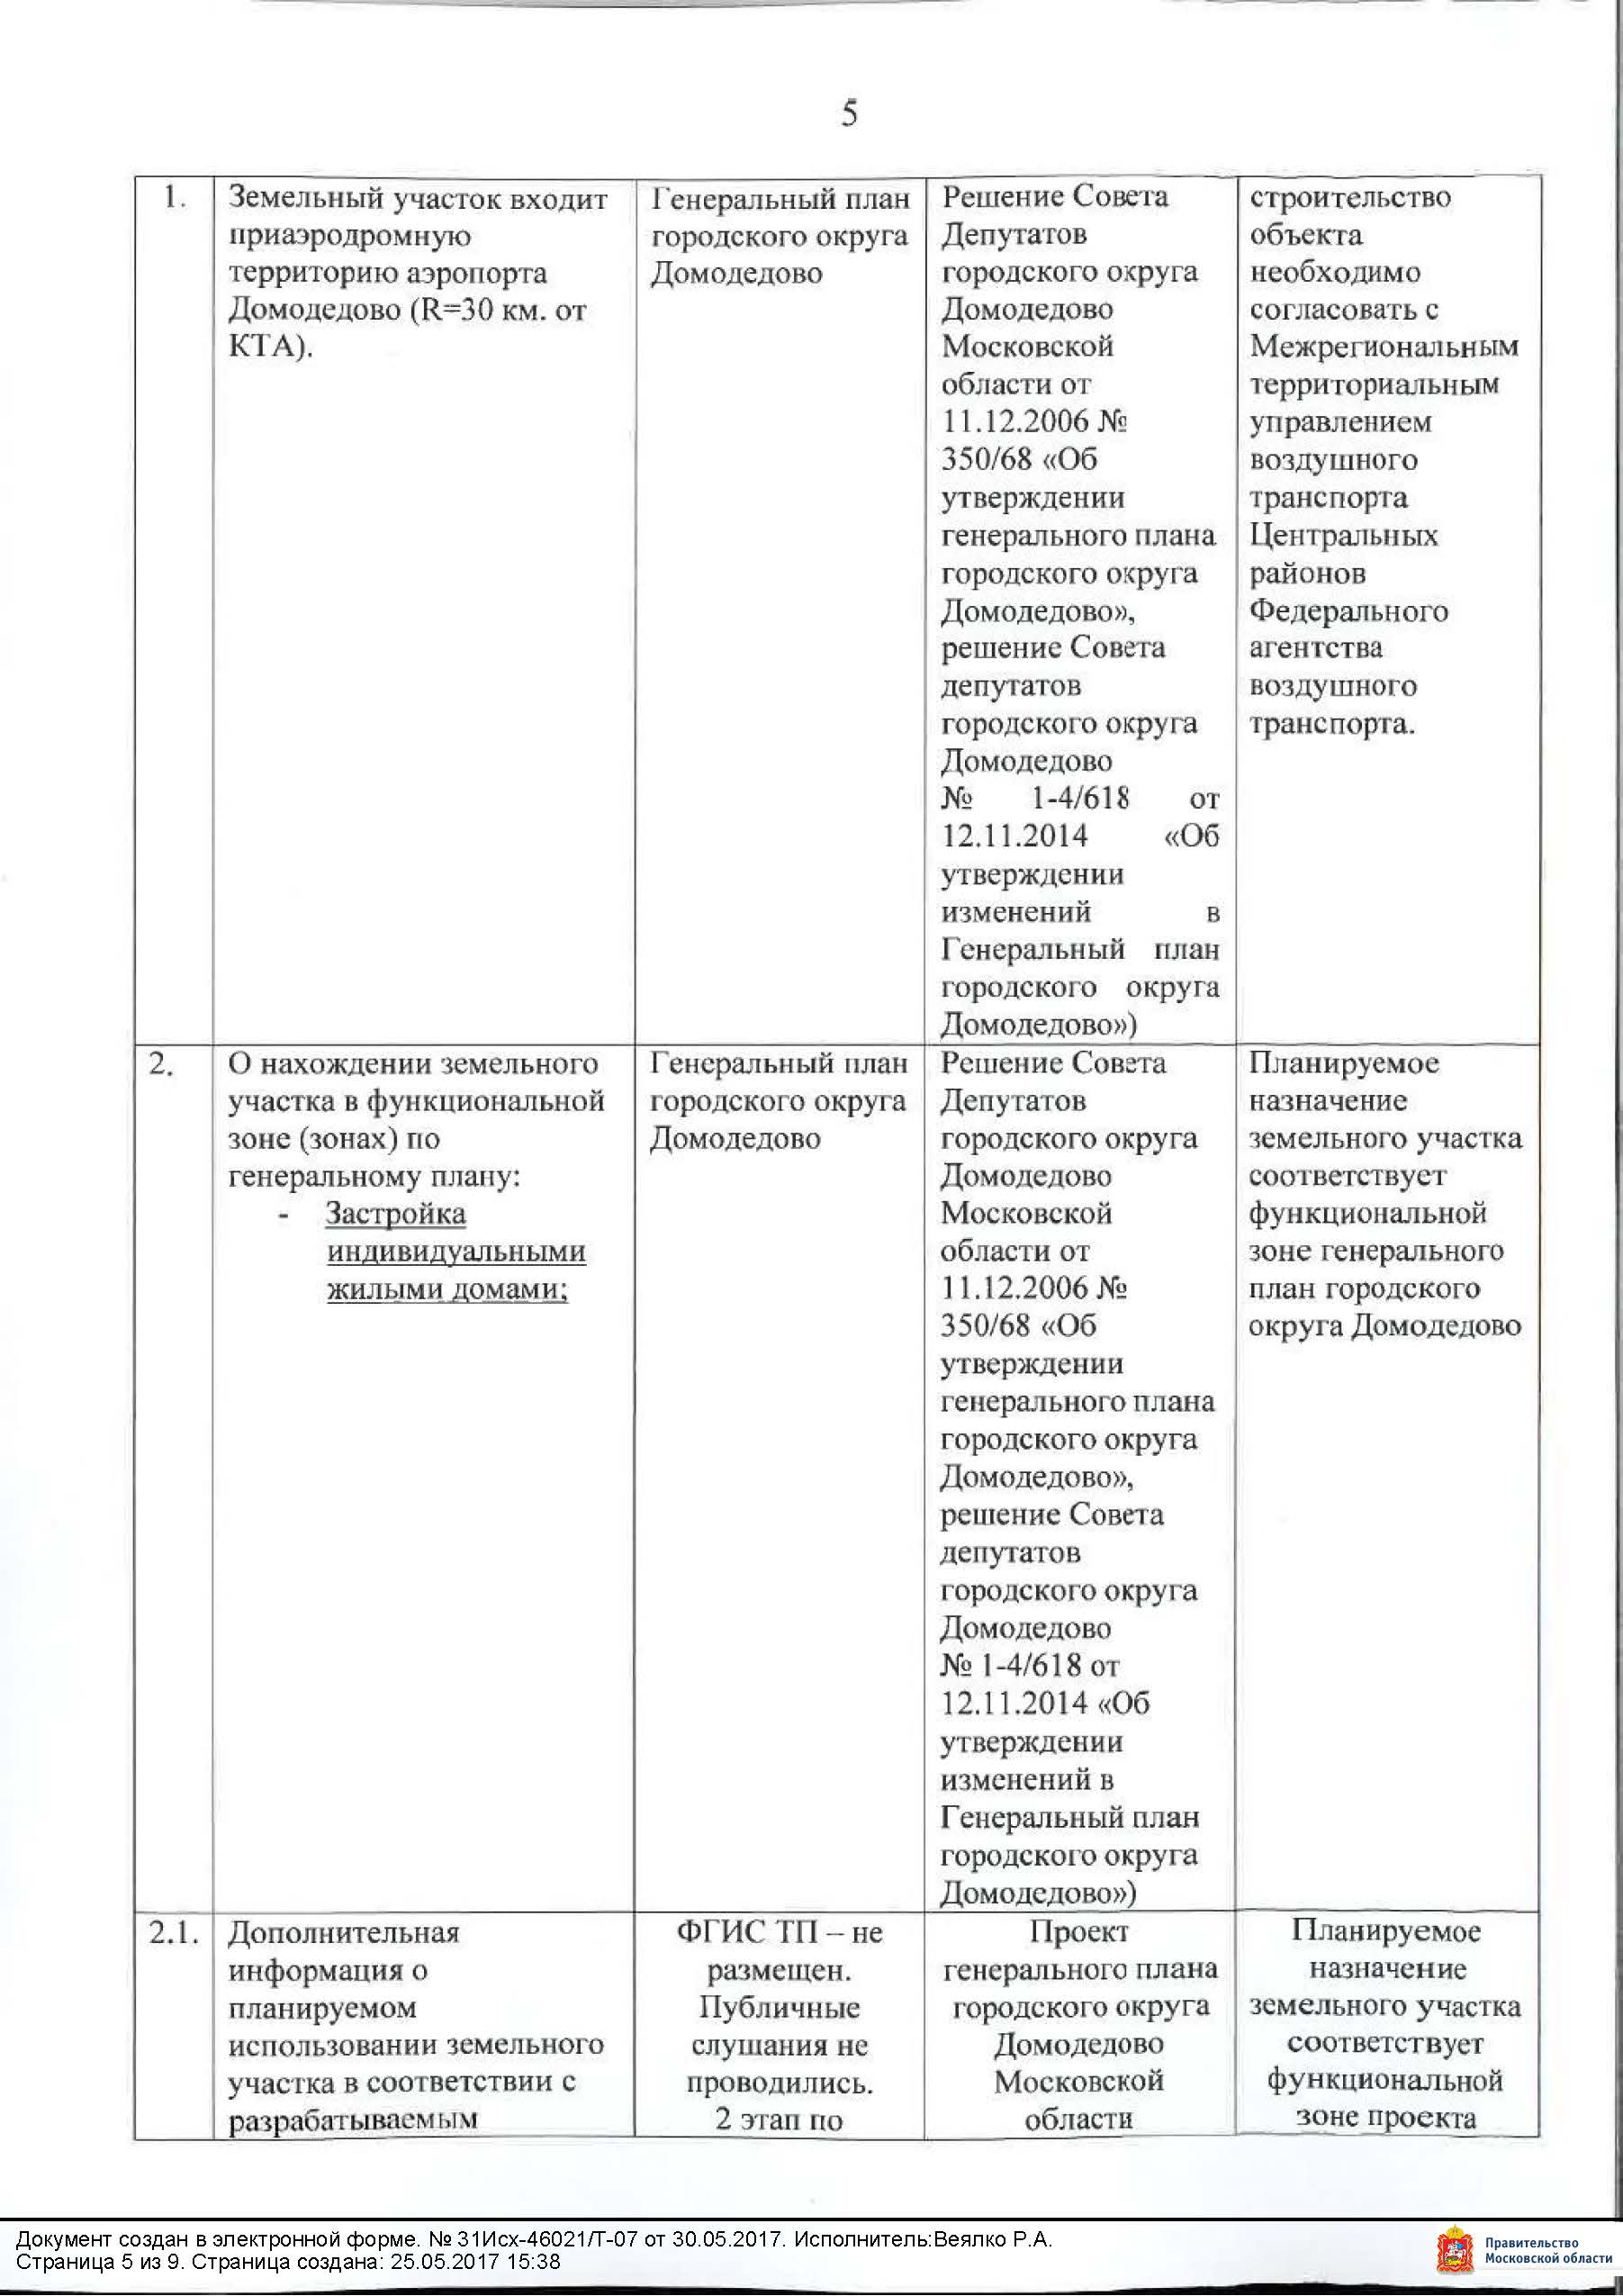 5
1.
Земельный участок входит
приаэродромную
территорию аэропорта
Домодедово (R=30 км. от
КТА).
Генеральный план
городского округа
Домодедово
Решение Совета
Депутатов
городского округа
Домодедово
Московской
области от
11.12.2006 №
350/68 «Об
утверждении
генерального плана
городского округа
Домодедово»,
решение Совета
депутатов
городского округа
Домодедово
№ 1-4/618 от
12.11.2014 «Об
утверждении
изменений в
Генеральный план
городского округа
Домодедово»)
строительство
объекта
необходимо
согласовать с
Межрегиональным
территориальным
управлением
воздушного
транспорта
Центральных
районов
Федерального
агентства
воздушного
транспорта.
2.
О нахождении земельного
участка в функциональной
зоне (зонах) по
генеральному плану:
- Застройка
индивидуальными
жилыми домами;
Генеральный план
городского округа
Домодедово
Решение Совета
Депутатов
городского округа
Домодедово
Московской
области от
11.12.2006 №
350/68 «Об
утверждении
генерального плана
городского округа
Домодедово»,
решение Совета
депутатов
городского округа
Домодедово
№ 1-4/618 от
12.11.2014 «Об
утверждении
изменений в
Генеральный план
городского округа
Домодедово»)
Планируемое
назначение
земельного участка
соответствует
функциональной
зоне генерального
план городского
округа Домодедово
2.1.
Дополнительная
информация о
планируемом
использовании земельного
участка в соответствии с
разрабатываемым
ФГИС ТП – не
размещен.
Публичные
слушания не
проводились.
2 этап по
Проект
генерального плана
городского округа
Домодедово
Московской
области
Планируемое
назначение
земельного участка
соответствует
функциональной
зоне проекта
Документ создан в электронной форме. № 31Исх-46021/Т-07 от 30.05.2017. Исполнитель:Веялко Р.А.
Страница 5 из 9. Страница создана: 25.05.2017 15:38
Правительство
Московской области